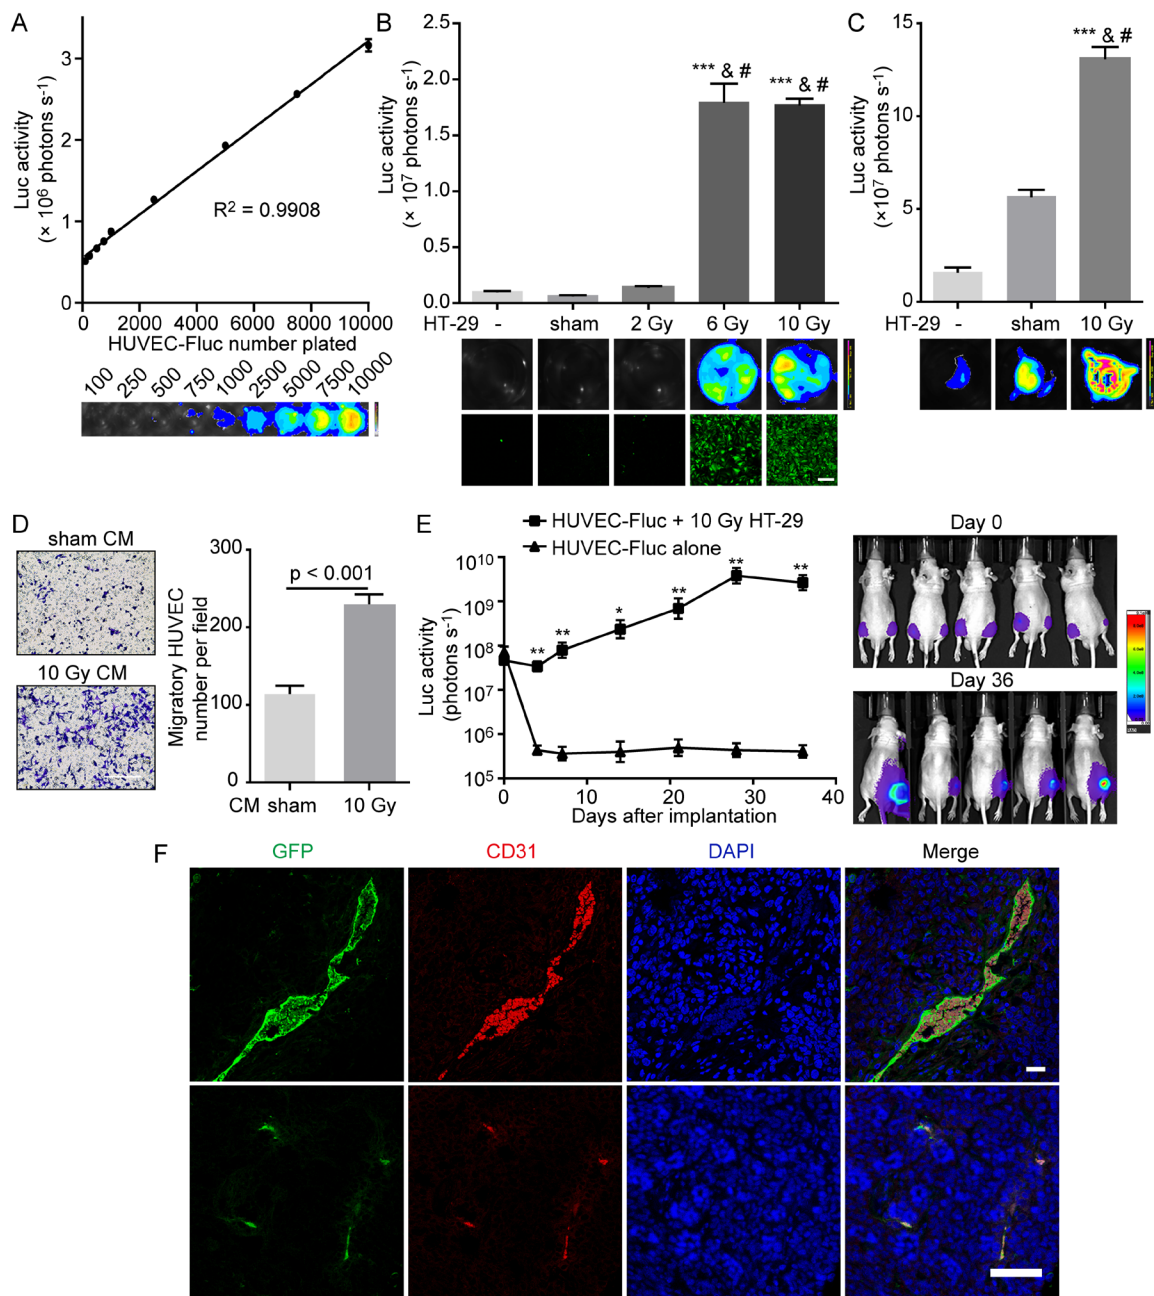 A
Luc activity
(× 10⁶ photons s⁻¹)
3
2
1
0
R² = 0.9908
0 2000 4000 6000 8000 10000
HUVEC-Fluc number plated
100 250 500 750 1000 2500 5000 7500 10000
B
Luc activity
(× 10⁷ photons s⁻¹)
2.5
2.0
1.5
1.0
0.5
0.0
*** & #
*** & #
HT-29 - sham 2 Gy 6 Gy 10 Gy
C
Luc activity
(×10⁷ photons s⁻¹)
15
10
5
0
*** & #
HT-29 - sham 10 Gy
D
sham CM
10 Gy CM
Migratory HUVEC
number per field
300
200
100
0
p < 0.001
CM sham 10 Gy
E
HUVEC-Fluc + 10 Gy HT-29
HUVEC-Fluc alone
Luc activity
(photons s⁻¹)
10¹⁰
10⁹
10⁸
10⁷
10⁶
10⁵
** ** * ** ** **
0 10 20 30 40
Days after implantation
Day 0
Day 36
F
GFP CD31 DAPI Merge